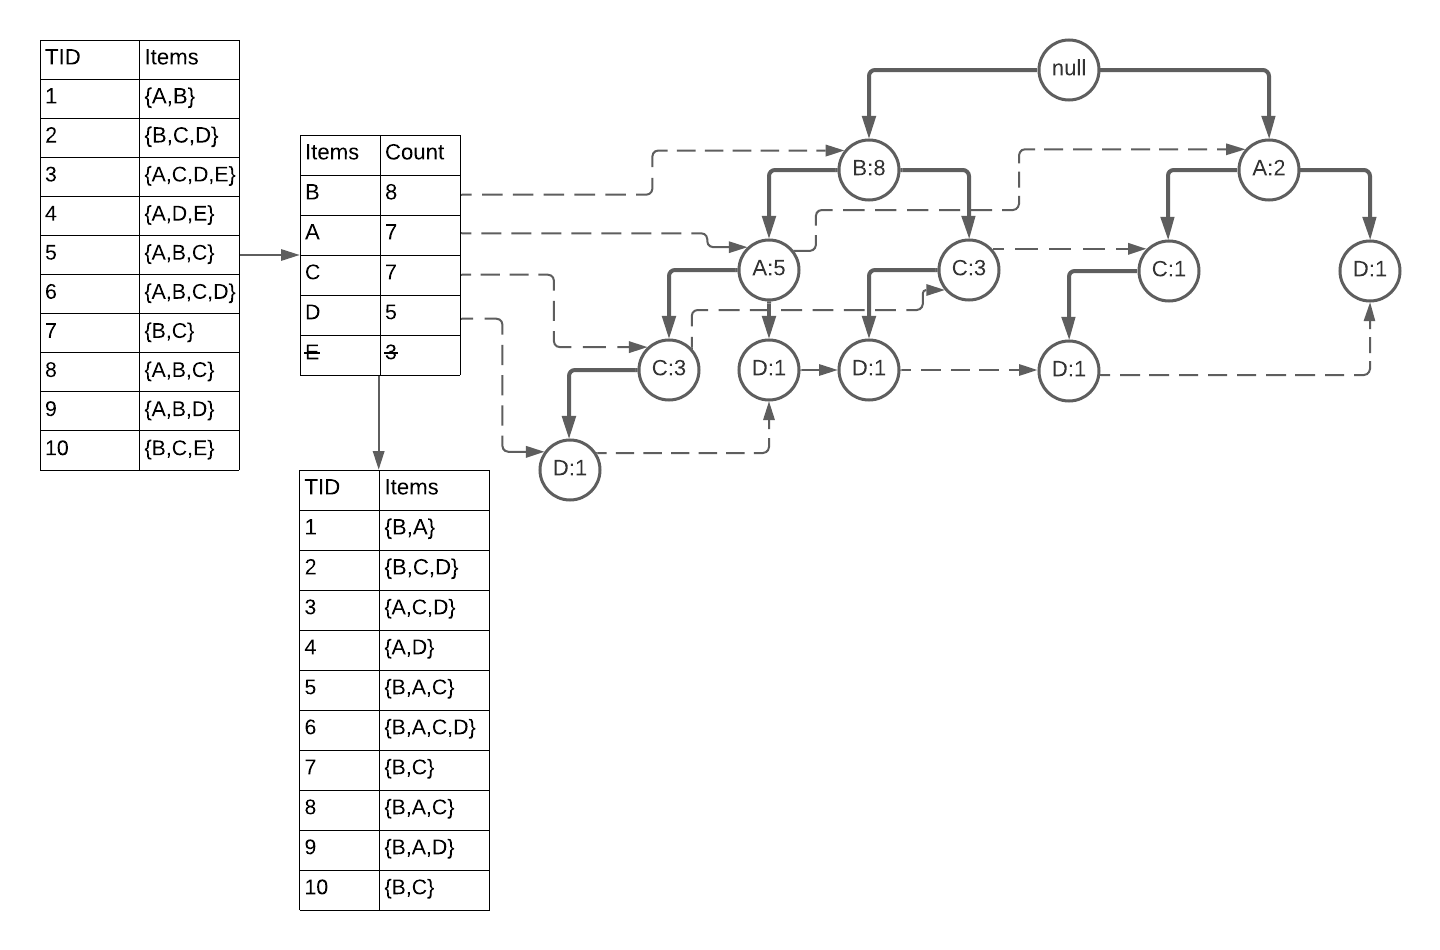 TID Items
1 {A,B}
2 {B,C,D}
3 {A,C,D,E}
4 {A,D,E}
5 {A,B,C}
6 {A,B,C,D}
7 {B,C}
8 {A,B,C}
9 {A,B,D}
10 {B,C,E}
Items Count
B 8
A 7
C 7
D 5
E 3
null
B:8
A:2
A:5
C:3
C:1
D:1
C:3
D:1
D:1
D:1
D:1
TID Items
1 {B,A}
2 {B,C,D}
3 {A,C,D}
4 {A,D}
5 {B,A,C}
6 {B,A,C,D}
7 {B,C}
8 {B,A,C}
9 {B,A,D}
10 {B,C}